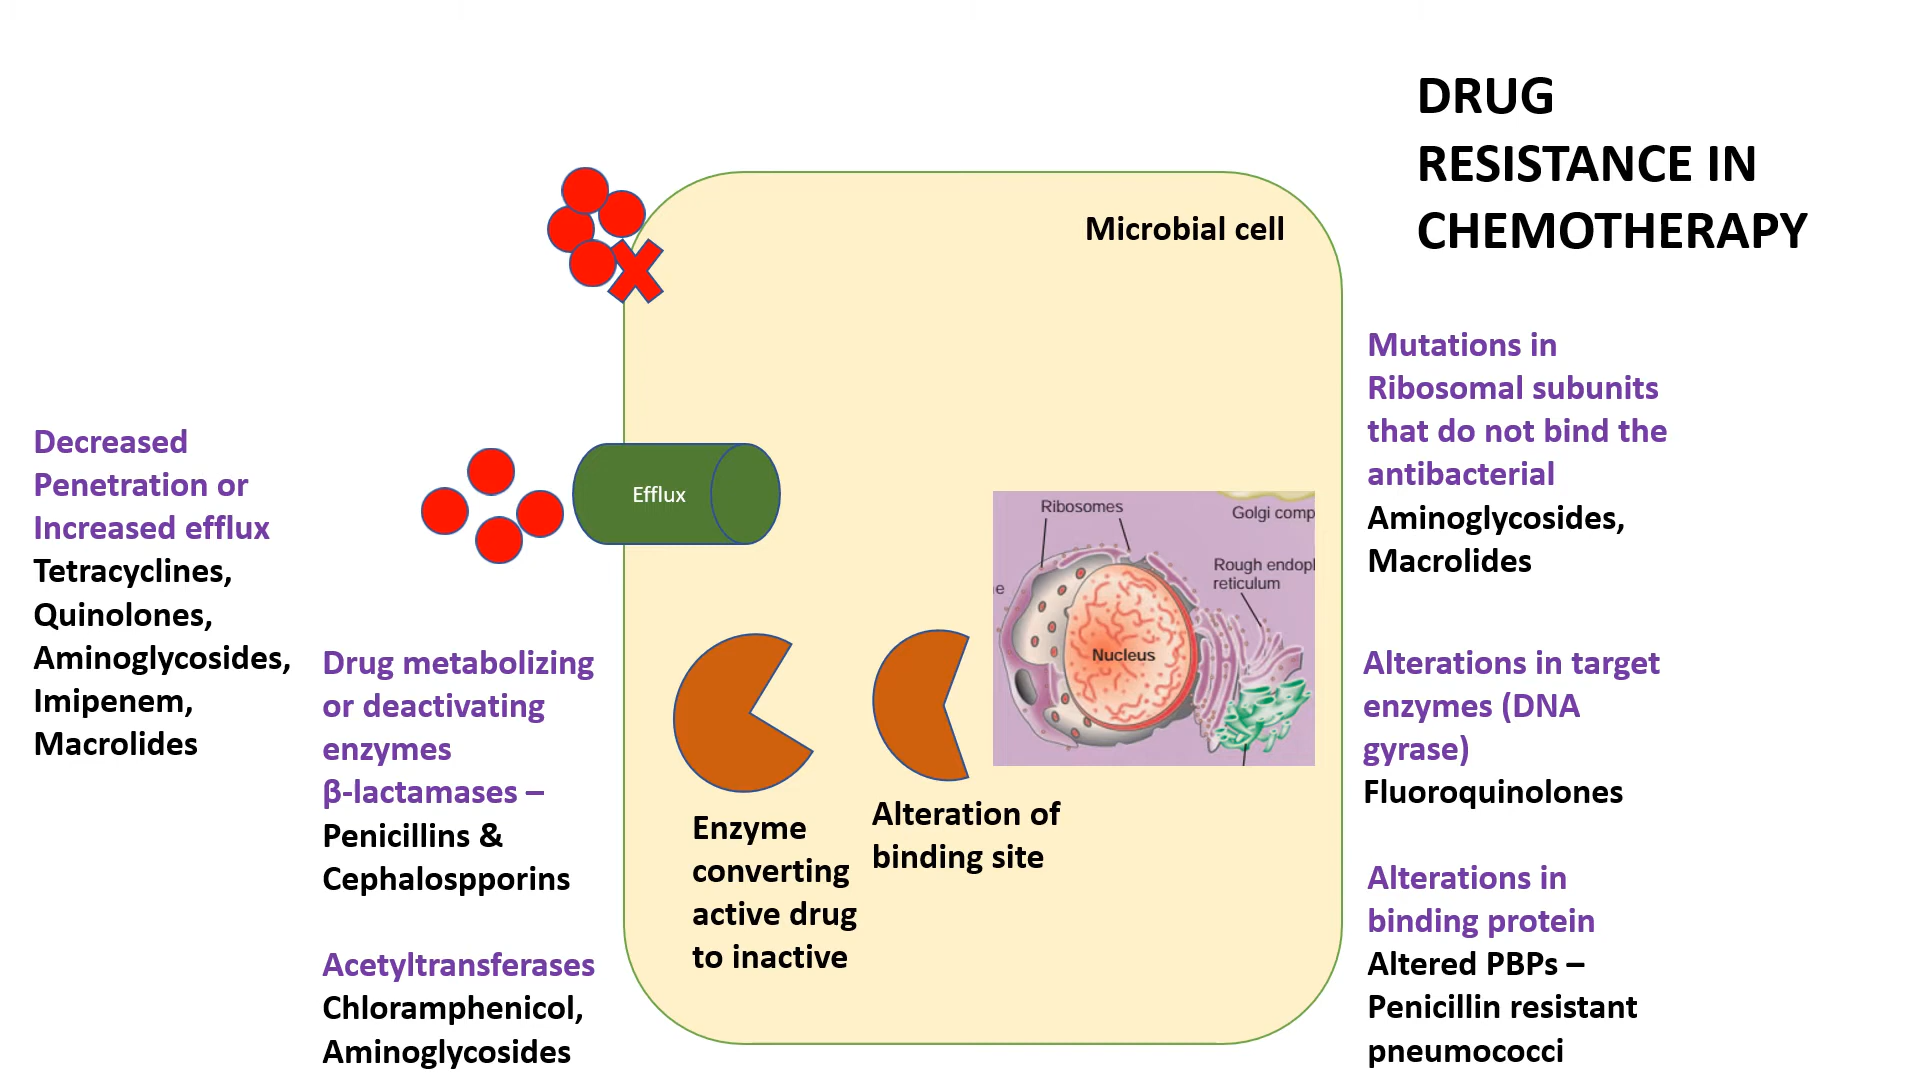 DRUG
RESISTANCE IN
CHEMOTHERAPY
Microbial cell
Decreased
Penetration or
Increased efflux
Tetracyclines,
Quinolones,
Aminoglycosides,
Imipenem,
Macrolides
Efflux
Drug metabolizing
or deactivating
enzymes
β-lactamases –
Penicillins &
Cephalospporins
Acetyltransferases
Chloramphenicol,
Aminoglycosides
Enzyme
converting
active drug
to inactive
Alteration of
binding site
Ribosomes
Golgi comp
Rough endopl
reticulum
e
Nucleus
Mutations in
Ribosomal subunits
that do not bind the
antibacterial
Aminoglycosides,
Macrolides
Alterations in target
enzymes (DNA
gyrase)
Fluoroquinolones
Alterations in
binding protein
Altered PBPs –
Penicillin resistant
pneumococci